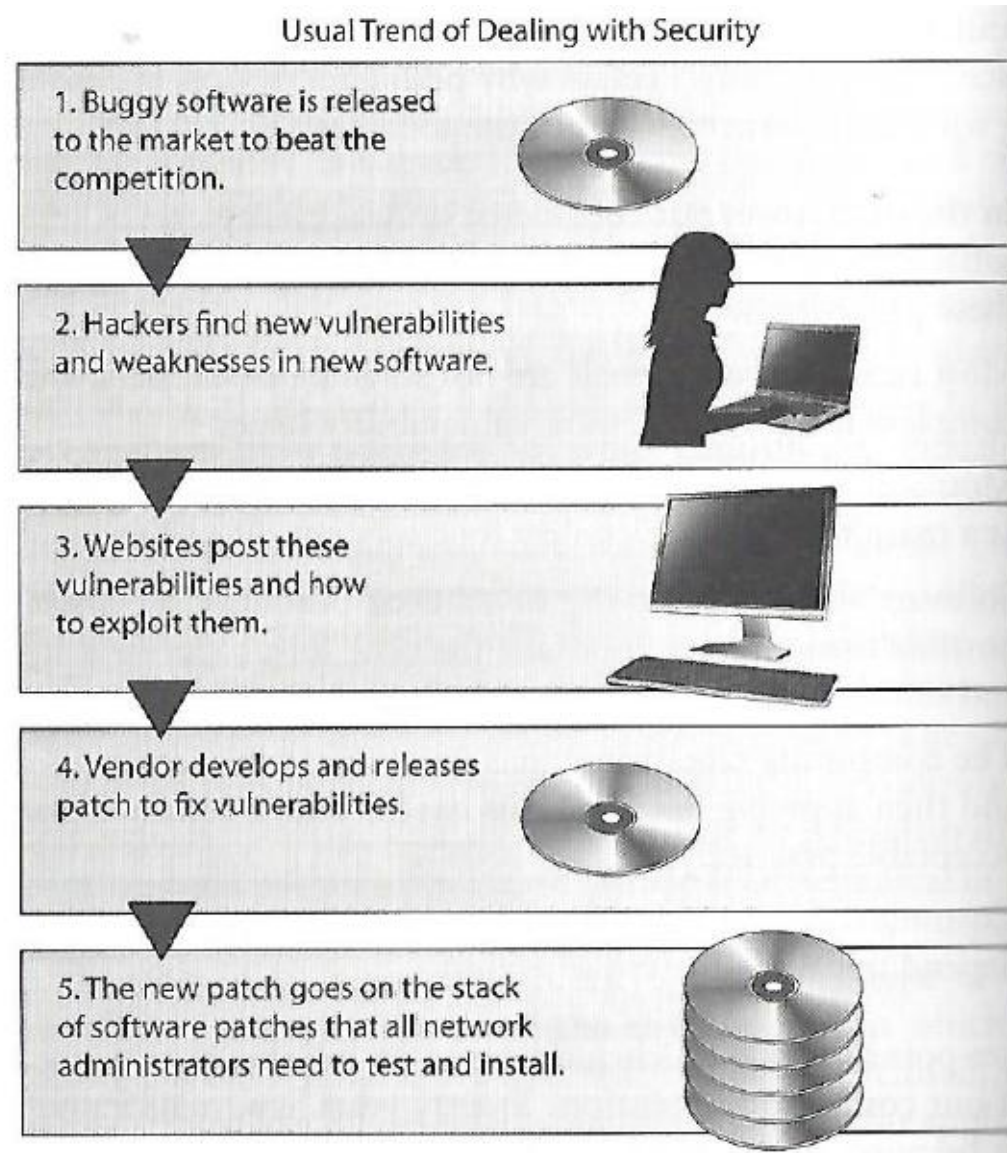 Usual Trend of Dealing with Security
1. Buggy software is released
to the market to beat the
competition.
2. Hackers find new vulnerabilities
and weaknesses in new software.
3. Websites post these
vulnerabilities and how
to exploit them.
4. Vendor develops and releases
patch to fix vulnerabilities.
5. The new patch goes on the stack
of software patches that all network
administrators need to test and install.